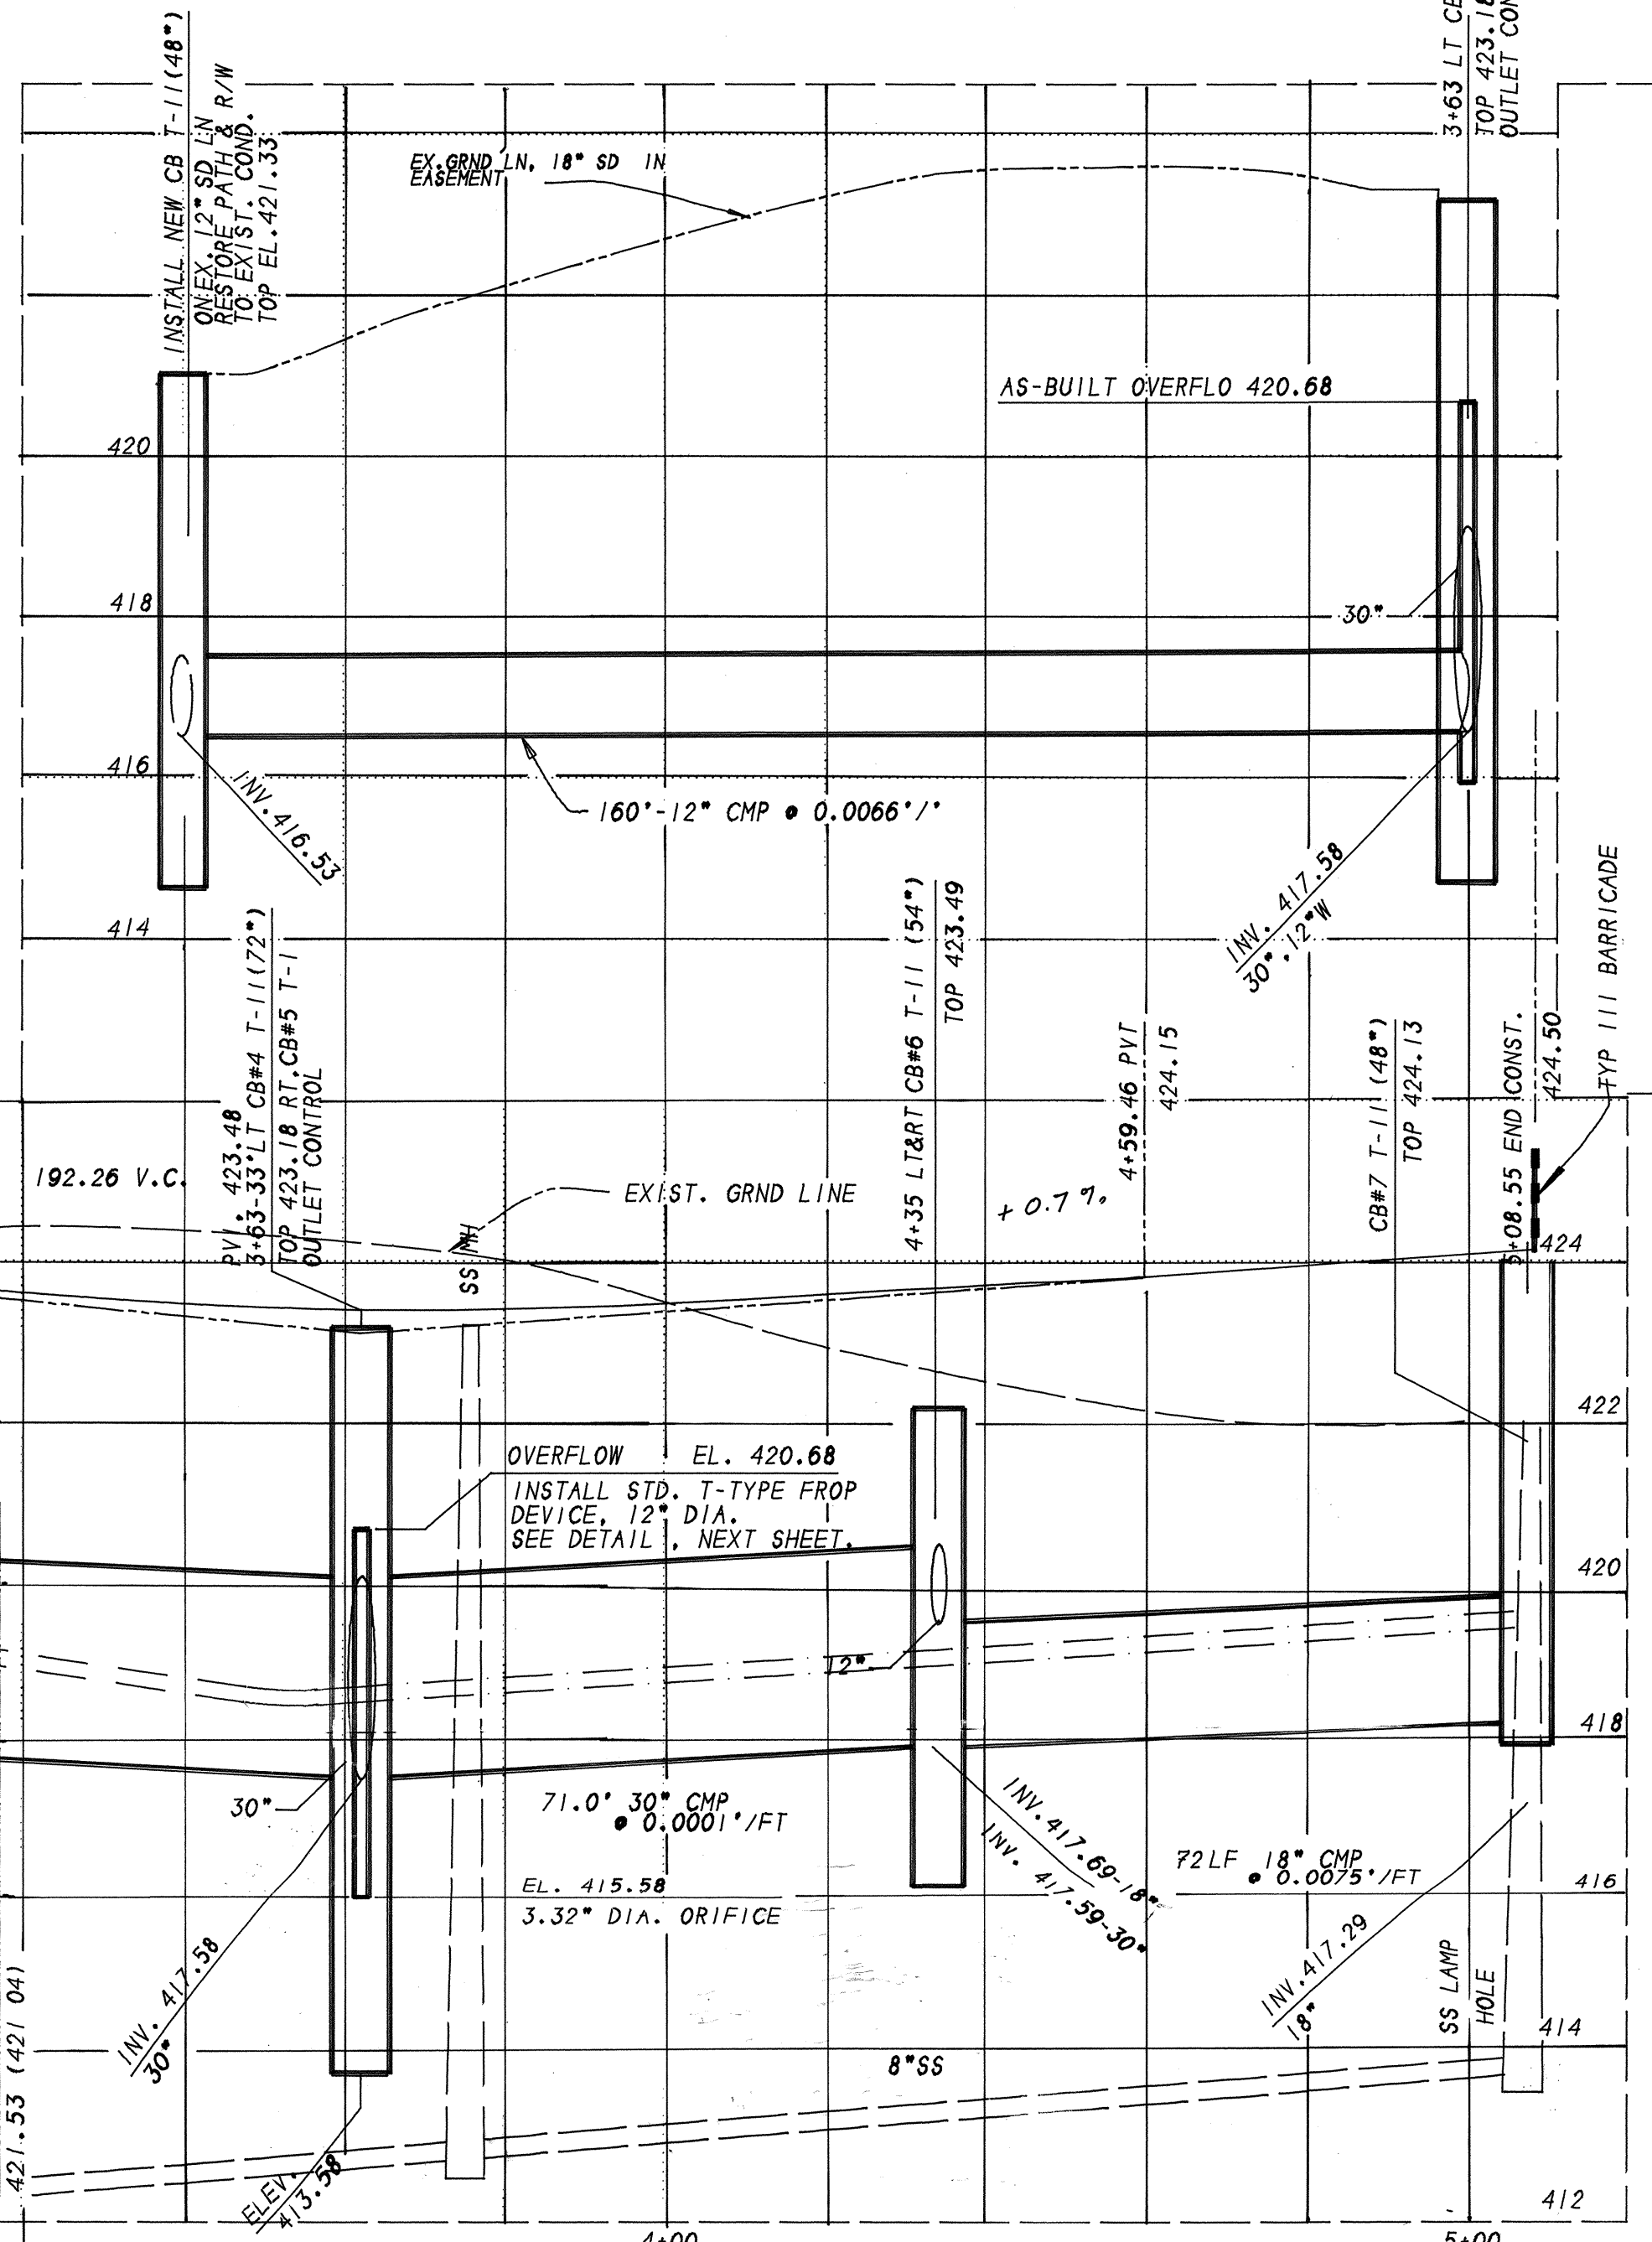 INSTALL NEW CB T-11(48")
ON EX. 12" SD LN
RESTORE PATH & R/W
TO EXIST. COND.
TOP EL.421.33
EX.GRND LN, 18" SD IN
EASEMENT
3+63 LT
TOP 423.18
OUTLET
AS-BUILT OVERFLO 420.68
420
418
416
414
30"
INV.416.53
160'-12" CMP @ 0.0066'/'
INV. 417.58
30",12"W
TYP III BARRICADE
192.26 V.C.
PVI. 423.48
3+63-33'LT CB#4 T-11(72")
TOP 423.18 RT.CB#5 T-1
OUTLET CONTROL
SS MH
EXIST. GRND LINE
4+35 LT&RT CB#6 T-11 (54")
TOP 423.49
+0.7%
4+59.46 PVT
424.15
CB#7 T-11 (48")
TOP 424.13
5+08.55 END CONST.
424.50
424
422
420
418
416
414
412
OVERFLOW EL. 420.68
INSTALL STD. T-TYPE FROP
DEVICE, 12" DIA.
SEE DETAIL , NEXT SHEET.
12"
30"
71.0' 30" CMP
@ 0.0001'/FT
EL. 415.58
3.32" DIA. ORIFICE
INV.417.69-18"
INV. 417.59-30"
72LF 18" CMP
@ 0.0075'/FT
INV. 417.58
30"
INV.417.29
18"
SS LAMP
HOLE
8"SS
ELEV.
413.58
421.53 (421 04)
4+00
5+00